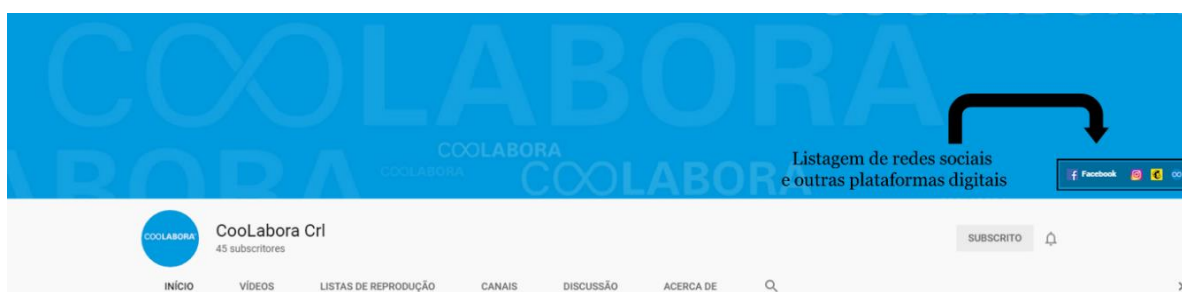 COOLABORA
COOLABORA
COOLABORA
COOLABORA
ABORA
Listagem de redes sociais
e outras plataformas digitais
Facebook
COOLABORA
CooLabora Crl
45 subscritores
SUBSCRITO
INÍCIO VÍDEOS LISTAS DE REPRODUÇÃO CANAIS DISCUSSÃO ACERCA DE